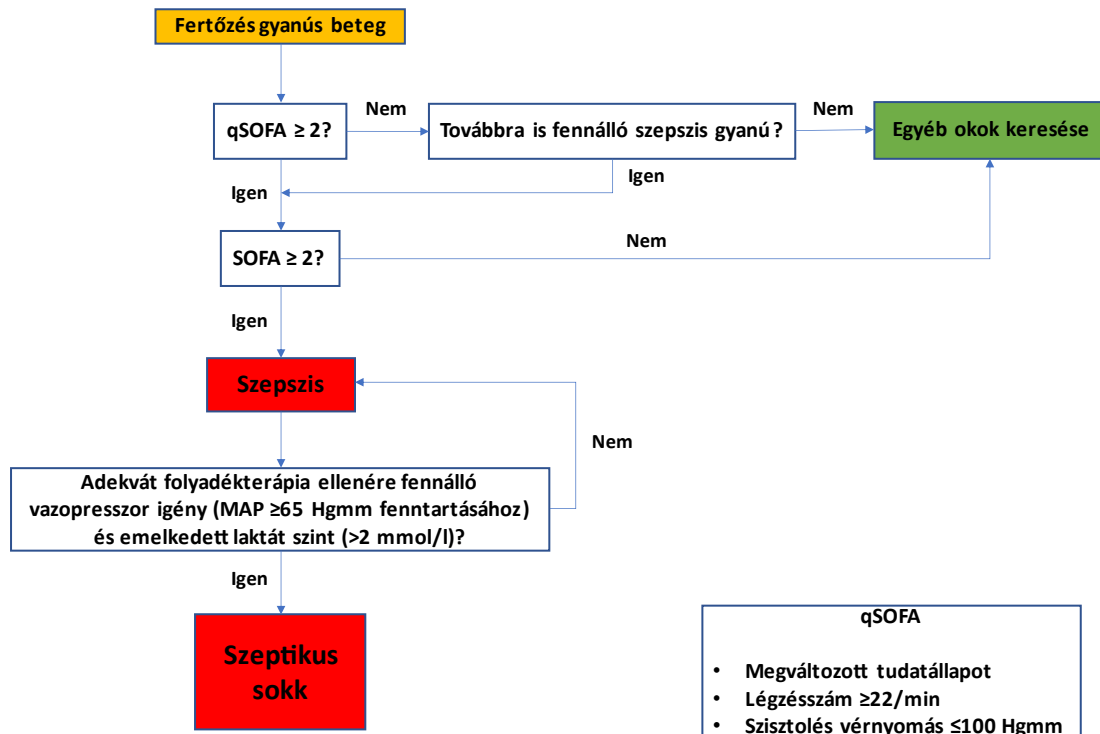 Fertőzés gyanús beteg
qSOFA ≥ 2?
Nem
Továbbra is fennálló szepszis gyanú ?
Nem
Egyéb okok keresése
Igen
Igen
SOFA ≥ 2?
Nem
Igen
Szepszis
Nem
Adekvát folyadékterápia ellenére fennálló
vazopresszor igény (MAP ≥65 Hgmm fenntartásához)
és emelkedett laktát szint (>2 mmol/l)?
Igen
Szeptikus
sokk
qSOFA
• Megváltozott tudatállapot
• Légzésszám ≥22/min
• Szisztolés vérnyomás ≤100 Hgmm